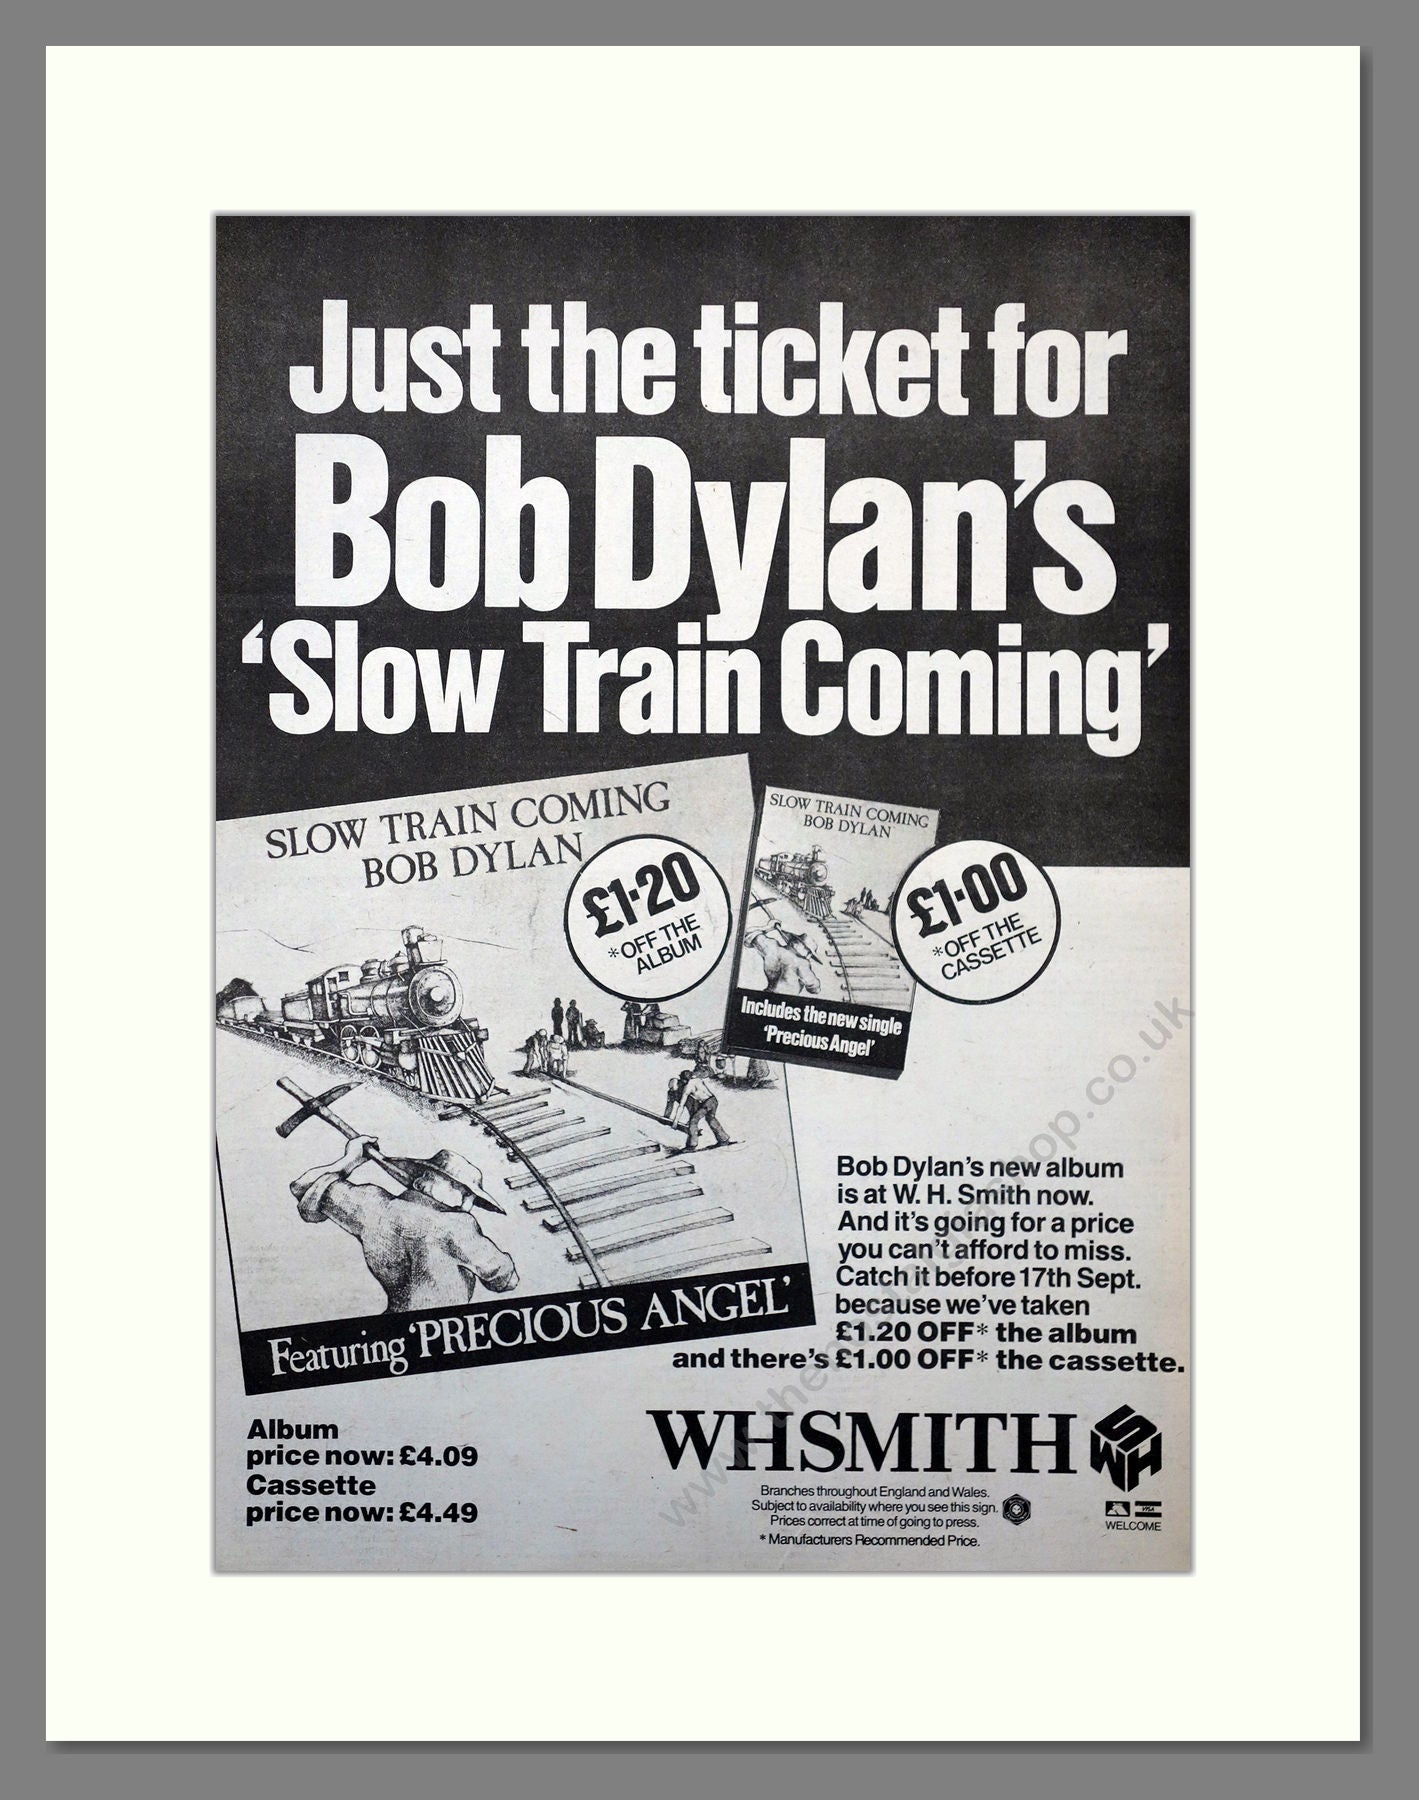 Just the ticket for
Bob Dylan's
‘Slow Train Coming’
SLOW TRAIN COMING
BOB DYLAN
£1·20
*OFF THE
ALBUM
SLOW TRAIN COMING
BOB DYLAN
£1·00
*OFF THE
CASSETTE
Includes the new single
‘Precious Angel’
Featuring ‘PRECIOUS ANGEL’
Bob Dylan's new album
is at W. H. Smith now.
And it's going for a price
you can't afford to miss.
Catch it before 17th Sept.
because we've taken
£1.20 OFF* the album
and there's £1.00 OFF* the cassette.
Album
price now: £4.09
Cassette
price now: £4.49
WHSMITH
WHS
Branches throughout England and Wales.
Subject to availability where you see this sign.
Prices correct at time of going to press.
* Manufacturers Recommended Price.
VISA
WELCOME